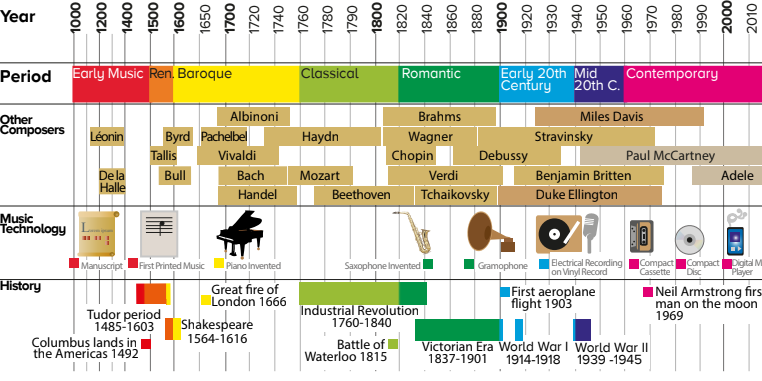 Year
1000 1200 1400 1500 1600 1650 1700 1720 1740 1760 1780 1800 1820 1840 1860 1880 1900 1920 1930 1940 1950 1960 1970 1980 1990 2000 2010
Period
Early Music Ren. Baroque Classical Romantic Early 20th Century Mid 20th C. Contemporary
Other
Composers
Albinoni Brahms Miles Davis
Léonin Byrd Pachelbel Haydn Wagner Stravinsky
Tallis Vivaldi Chopin Debussy Paul McCartney
De la
Halle
Bull Bach Mozart Verdi Benjamin Britten Adele
Handel Beethoven Tchaikovsky Duke Ellington
Music
Technology
Manuscript
First Printed Music
Piano Invented
Saxophone Invented
Gramophone
Electrical Recording
on Vinyl Record
Compact
Cassette
Compact
Disc
Digital M
Player
History
Tudor period
1485-1603
Columbus lands in
the Americas 1492
Shakespeare
1564-1616
Great fire of
London 1666
Industrial Revolution
1760-1840
Battle of
Waterloo 1815
Victorian Era
1837-1901
First aeroplane
flight 1903
World War I
1914-1918
World War II
1939 -1945
Neil Armstrong firs
man on the moon
1969